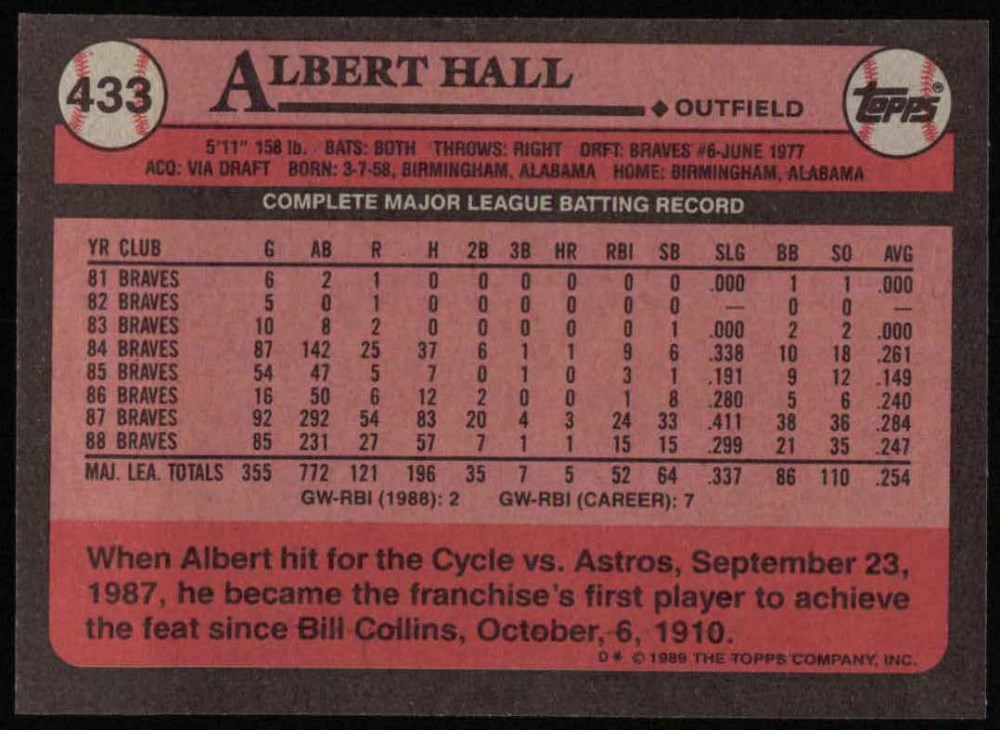 433
ALBERT HALL
◆ OUTFIELD
Topps®
5'11" 158 lb. BATS: BOTH THROWS: RIGHT DRFT: BRAVES #6-JUNE 1977
ACQ: VIA DRAFT BORN: 3-7-58, BIRMINGHAM, ALABAMA HOME: BIRMINGHAM, ALABAMA
COMPLETE MAJOR LEAGUE BATTING RECORD
YR CLUB G AB R H 2B 3B HR RBI SB SLG BB SO AVG
81 BRAVES 6 2 1 0 0 0 0 0 0 .000 1 1 .000
82 BRAVES 5 0 1 0 0 0 0 0 0 — 0 0 —
83 BRAVES 10 8 2 0 0 0 0 0 1 .000 2 2 .000
84 BRAVES 87 142 25 37 6 1 1 9 6 .338 10 18 .261
85 BRAVES 54 47 5 7 0 1 0 3 1 .191 9 12 .149
86 BRAVES 16 50 6 12 2 0 0 1 8 .280 5 6 .240
87 BRAVES 92 292 54 83 20 4 3 24 33 .411 38 36 .284
88 BRAVES 85 231 27 57 7 1 1 15 15 .299 21 35 .247
MAJ. LEA. TOTALS 355 772 121 196 35 7 5 52 64 .337 86 110 .254
GW-RBI (1988): 2 GW-RBI (CAREER): 7
When Albert hit for the Cycle vs. Astros, September 23,
1987, he became the franchise's first player to achieve
the feat since Bill Collins, October, 6, 1910.
D* © 1989 THE TOPPS COMPANY, INC.